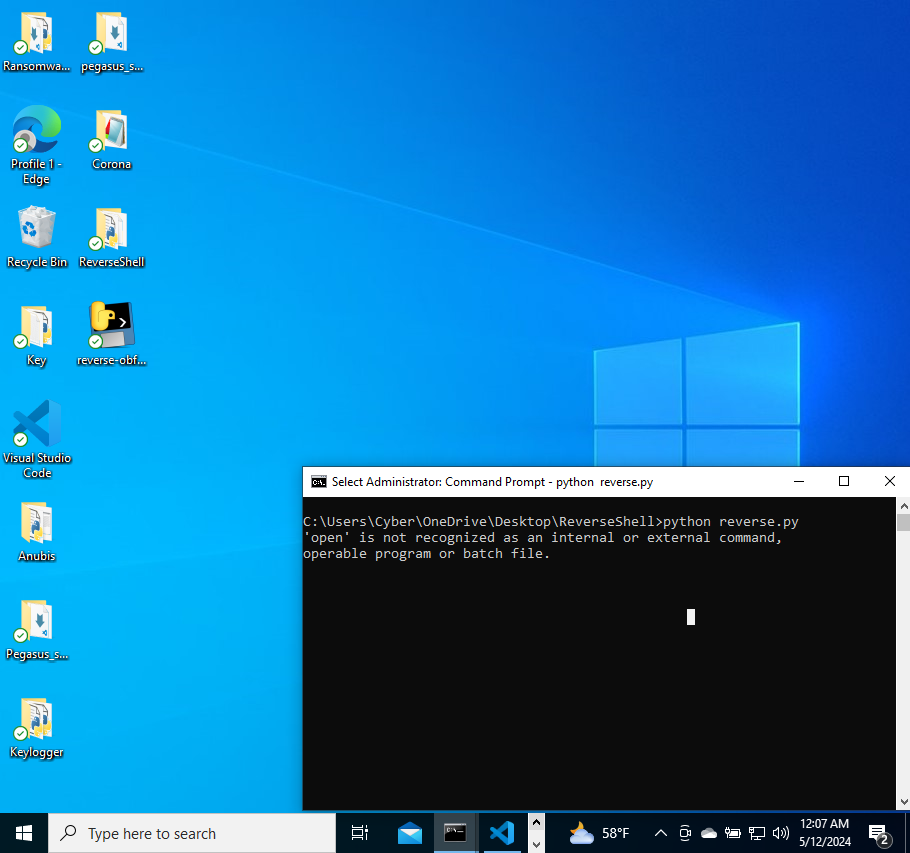 Ransomwa...
pegasus_s...
Profile 1 -
Edge
Corona
Recycle Bin
ReverseShell
Key
reverse-obf...
Visual Studio
Code
Anubis
Pegasus_s...
Keylogger
Select Administrator: Command Prompt - python  reverse.py
C:\Users\Cyber\OneDrive\Desktop\ReverseShell>python reverse.py
'open' is not recognized as an internal or external command,
operable program or batch file.
Type here to search
58°F
12:07 AM
5/12/2024
2